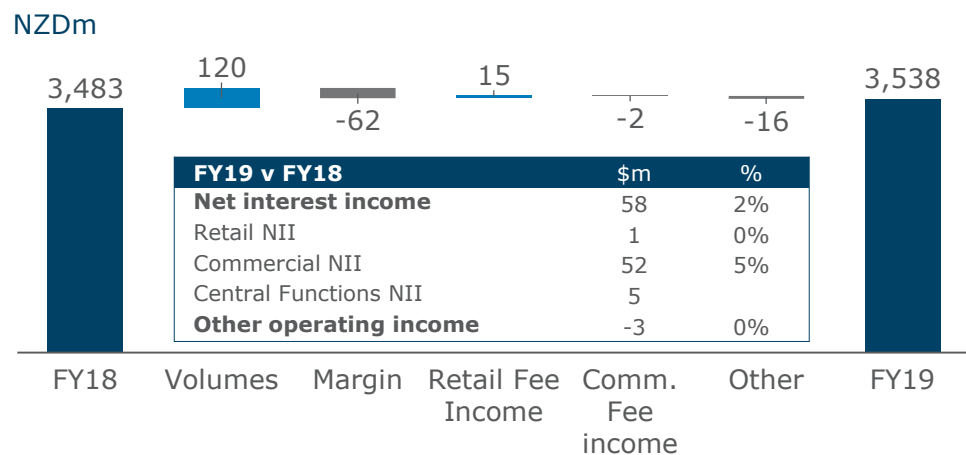 NZDm
3,483
120
-62
15
-2
-16
3,538
FY19 v FY18 $m %
Net interest income 58 2%
Retail NII 1 0%
Commercial NII 52 5%
Central Functions NII 5
Other operating income -3 0%
FY18 Volumes Margin Retail Fee Comm. Other FY19
Income Fee
income